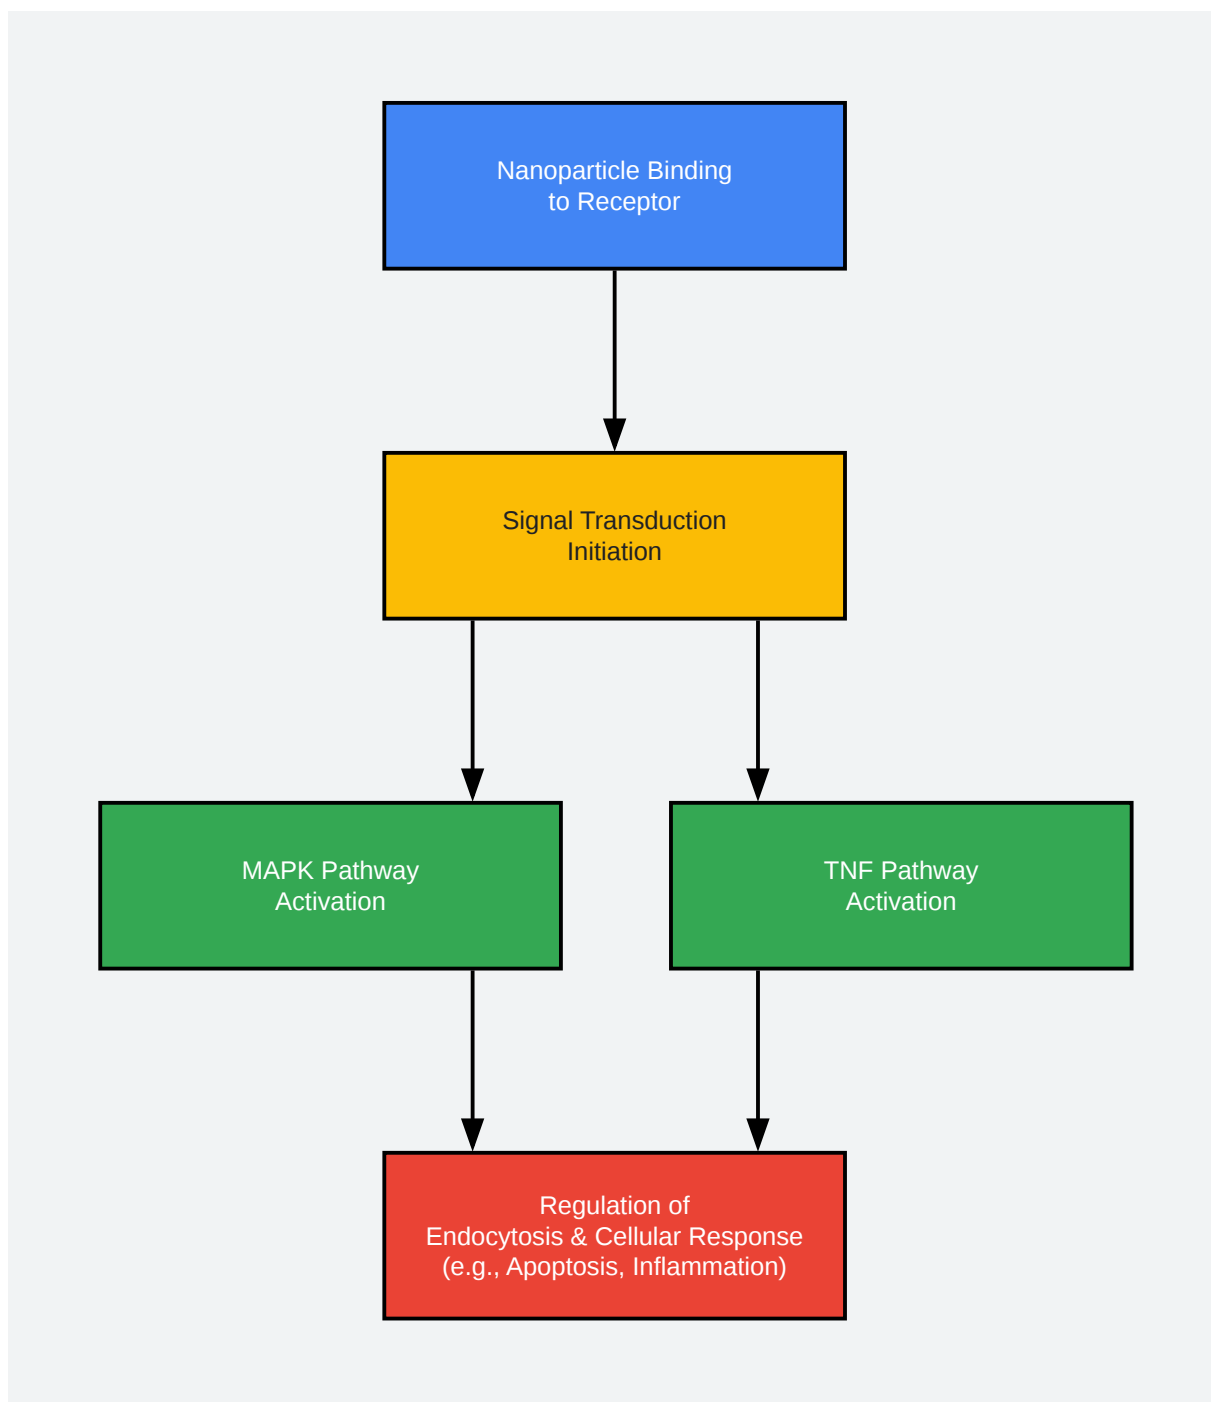 Nanoparticle Binding
to Receptor
Signal Transduction
Initiation
MAPK Pathway
Activation
TNF Pathway
Activation
Regulation of
Endocytosis & Cellular Response
(e.g., Apoptosis, Inflammation)